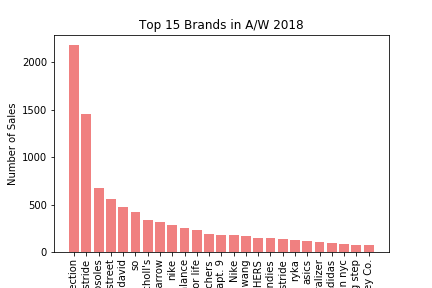 Top 15 Brands in A/W 2018
Number of Sales
2000
1500
1000
500
0
ection
stride
soles
street
david
so
choll's
arrow
nike
lance
or life
chers
apt. 9
Nike
wang
HERS
ndies
stride
ryka
asics
alizer
didas
n nyc
g step
ey Co.